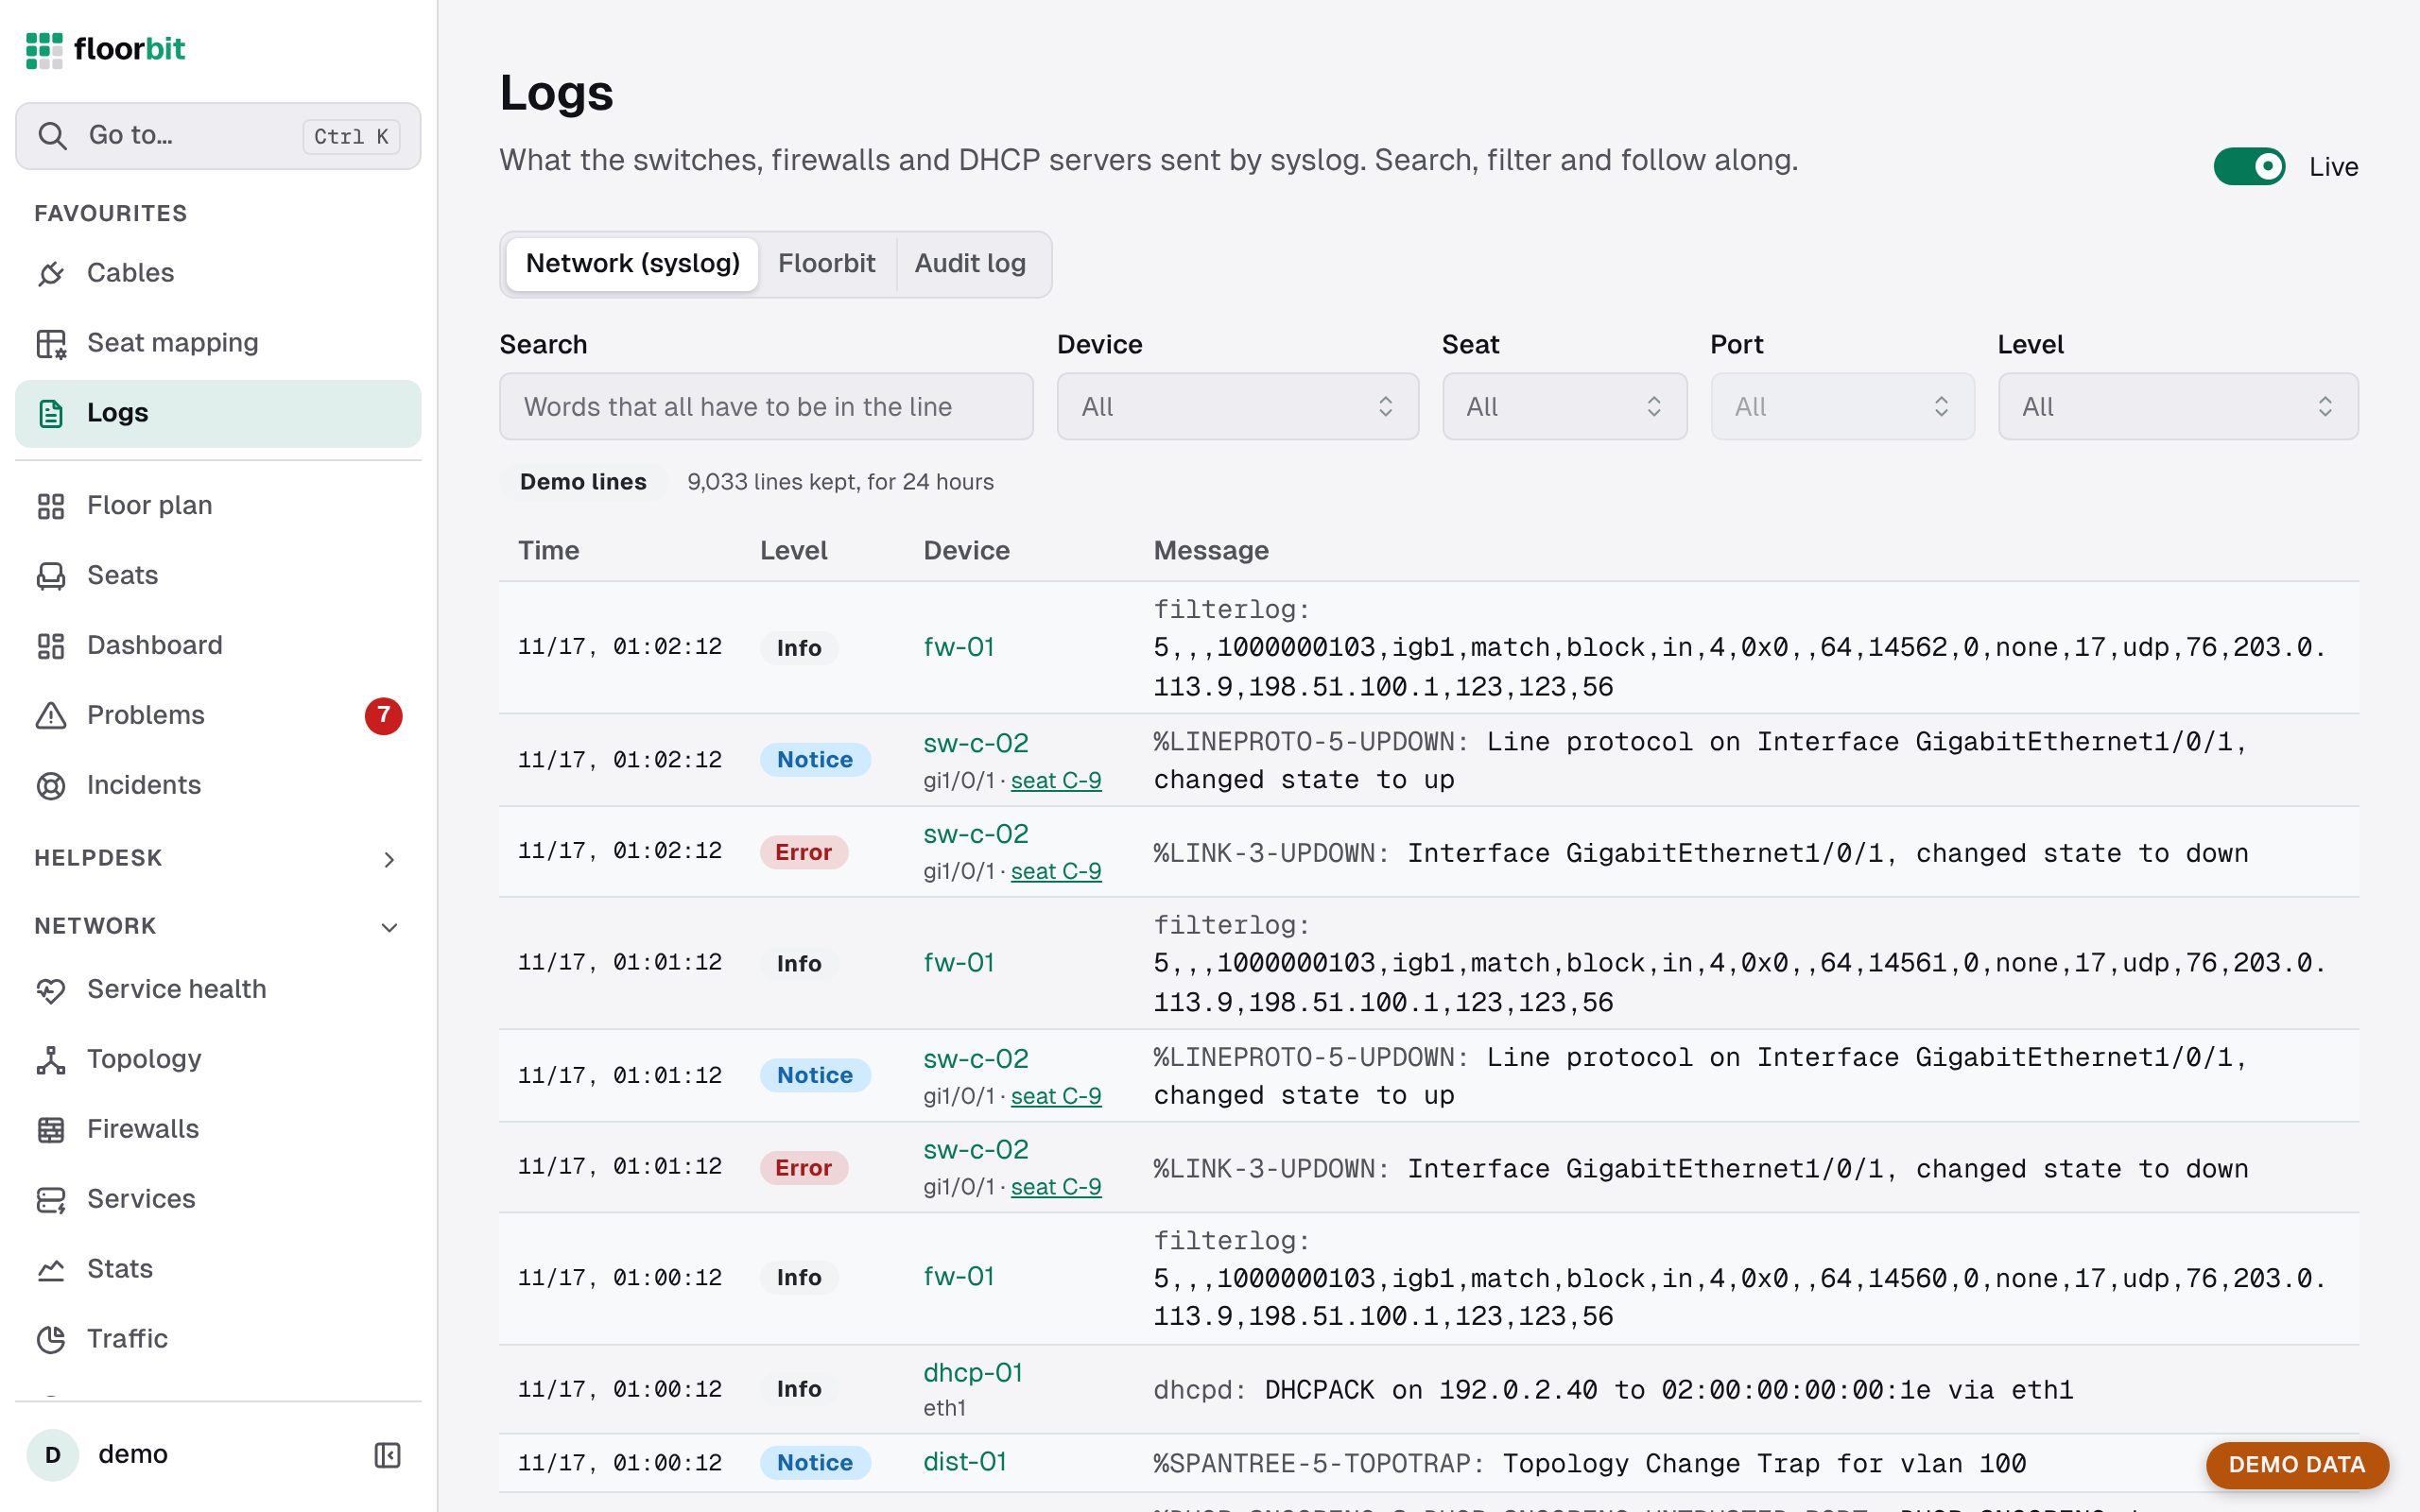 floorbit
Go to...
Ctrl K
FAVOURITES
Cables
Seat mapping
Logs
Floor plan
Seats
Dashboard
Problems
7
Incidents
HELPDESK
NETWORK
Service health
Topology
Firewalls
Services
Stats
Traffic
D
demo
Logs
What the switches, firewalls and DHCP servers sent by syslog. Search, filter and follow along.
Live
Network (syslog)
Floorbit
Audit log
Search
Device
Seat
Port
Level
Words that all have to be in the line
All
All
All
All
Demo lines
9,033 lines kept, for 24 hours
Time Level Device Message
11/17, 01:02:12 Info fw-01
filterlog:
5,,,1000000103,igb1,match,block,in,4,0x0,,64,14562,0,none,17,udp,76,203.0.
113.9,198.51.100.1,123,123,56
11/17, 01:02:12 Notice sw-c-02
gi1/0/1 · seat C-9
%LINEPROTO-5-UPDOWN: Line protocol on Interface GigabitEthernet1/0/1,
changed state to up
11/17, 01:02:12 Error sw-c-02
gi1/0/1 · seat C-9
%LINK-3-UPDOWN: Interface GigabitEthernet1/0/1, changed state to down
11/17, 01:01:12 Info fw-01
filterlog:
5,,,1000000103,igb1,match,block,in,4,0x0,,64,14561,0,none,17,udp,76,203.0.
113.9,198.51.100.1,123,123,56
11/17, 01:01:12 Notice sw-c-02
gi1/0/1 · seat C-9
%LINEPROTO-5-UPDOWN: Line protocol on Interface GigabitEthernet1/0/1,
changed state to up
11/17, 01:01:12 Error sw-c-02
gi1/0/1 · seat C-9
%LINK-3-UPDOWN: Interface GigabitEthernet1/0/1, changed state to down
11/17, 01:00:12 Info fw-01
filterlog:
5,,,1000000103,igb1,match,block,in,4,0x0,,64,14560,0,none,17,udp,76,203.0.
113.9,198.51.100.1,123,123,56
11/17, 01:00:12 Info dhcp-01
eth1
dhcpd: DHCPACK on 192.0.2.40 to 02:00:00:00:00:1e via eth1
11/17, 01:00:12 Notice dist-01
%SPANTREE-5-TOPOTRAP: Topology Change Trap for vlan 100
DEMO DATA